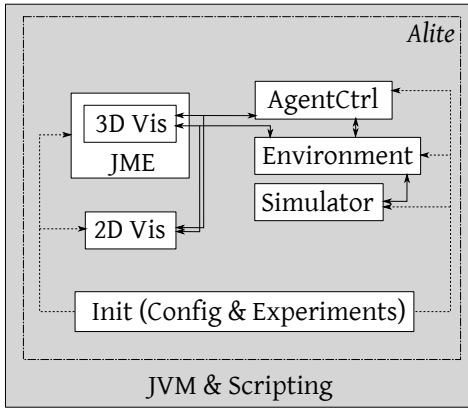 Alite
AgentCtrl
3D Vis
JME
Environment
Simulator
2D Vis
Init (Config & Experiments)
JVM & Scripting